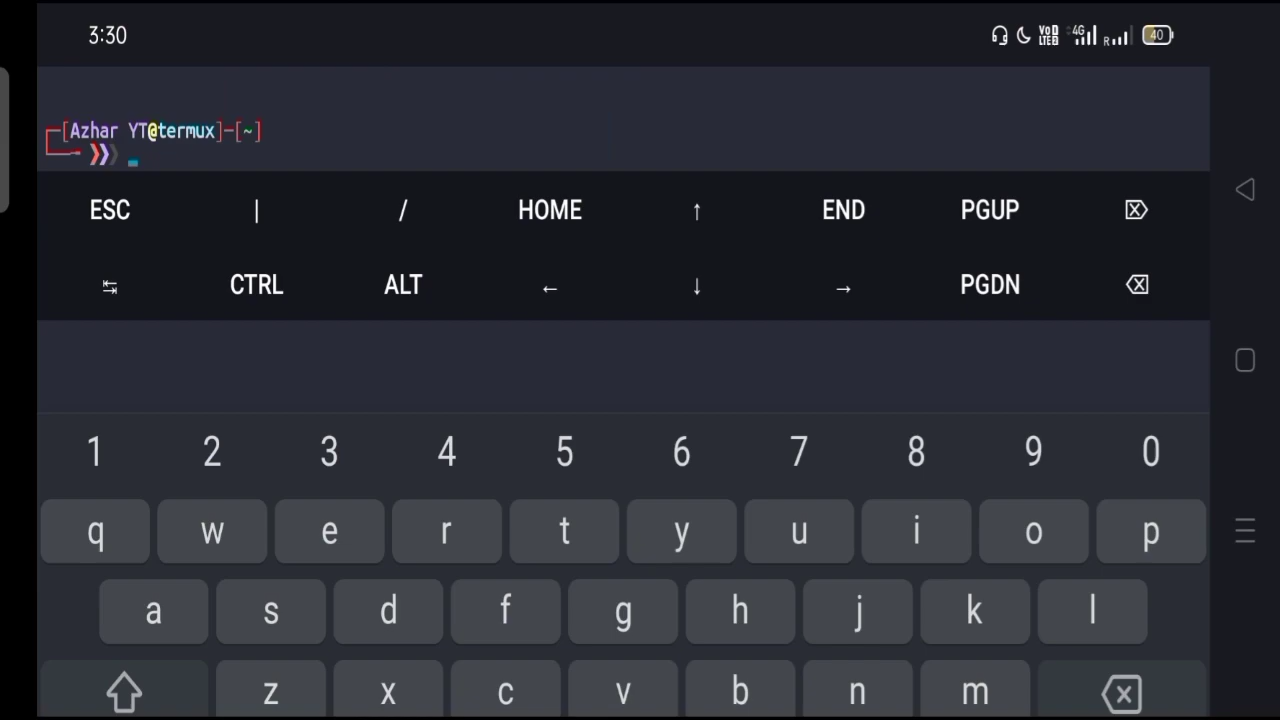 3:30
VoD LTE2 4G R 40
┌─[Azhar YT@termux]─[~]
└─ ❯❯❯
ESC | / HOME ↑ END PGUP ⌦
↹ CTRL ALT ← ↓ → PGDN ⌫
1 2 3 4 5 6 7 8 9 0
q w e r t y u i o p
a s d f g h j k l
z x c v b n m